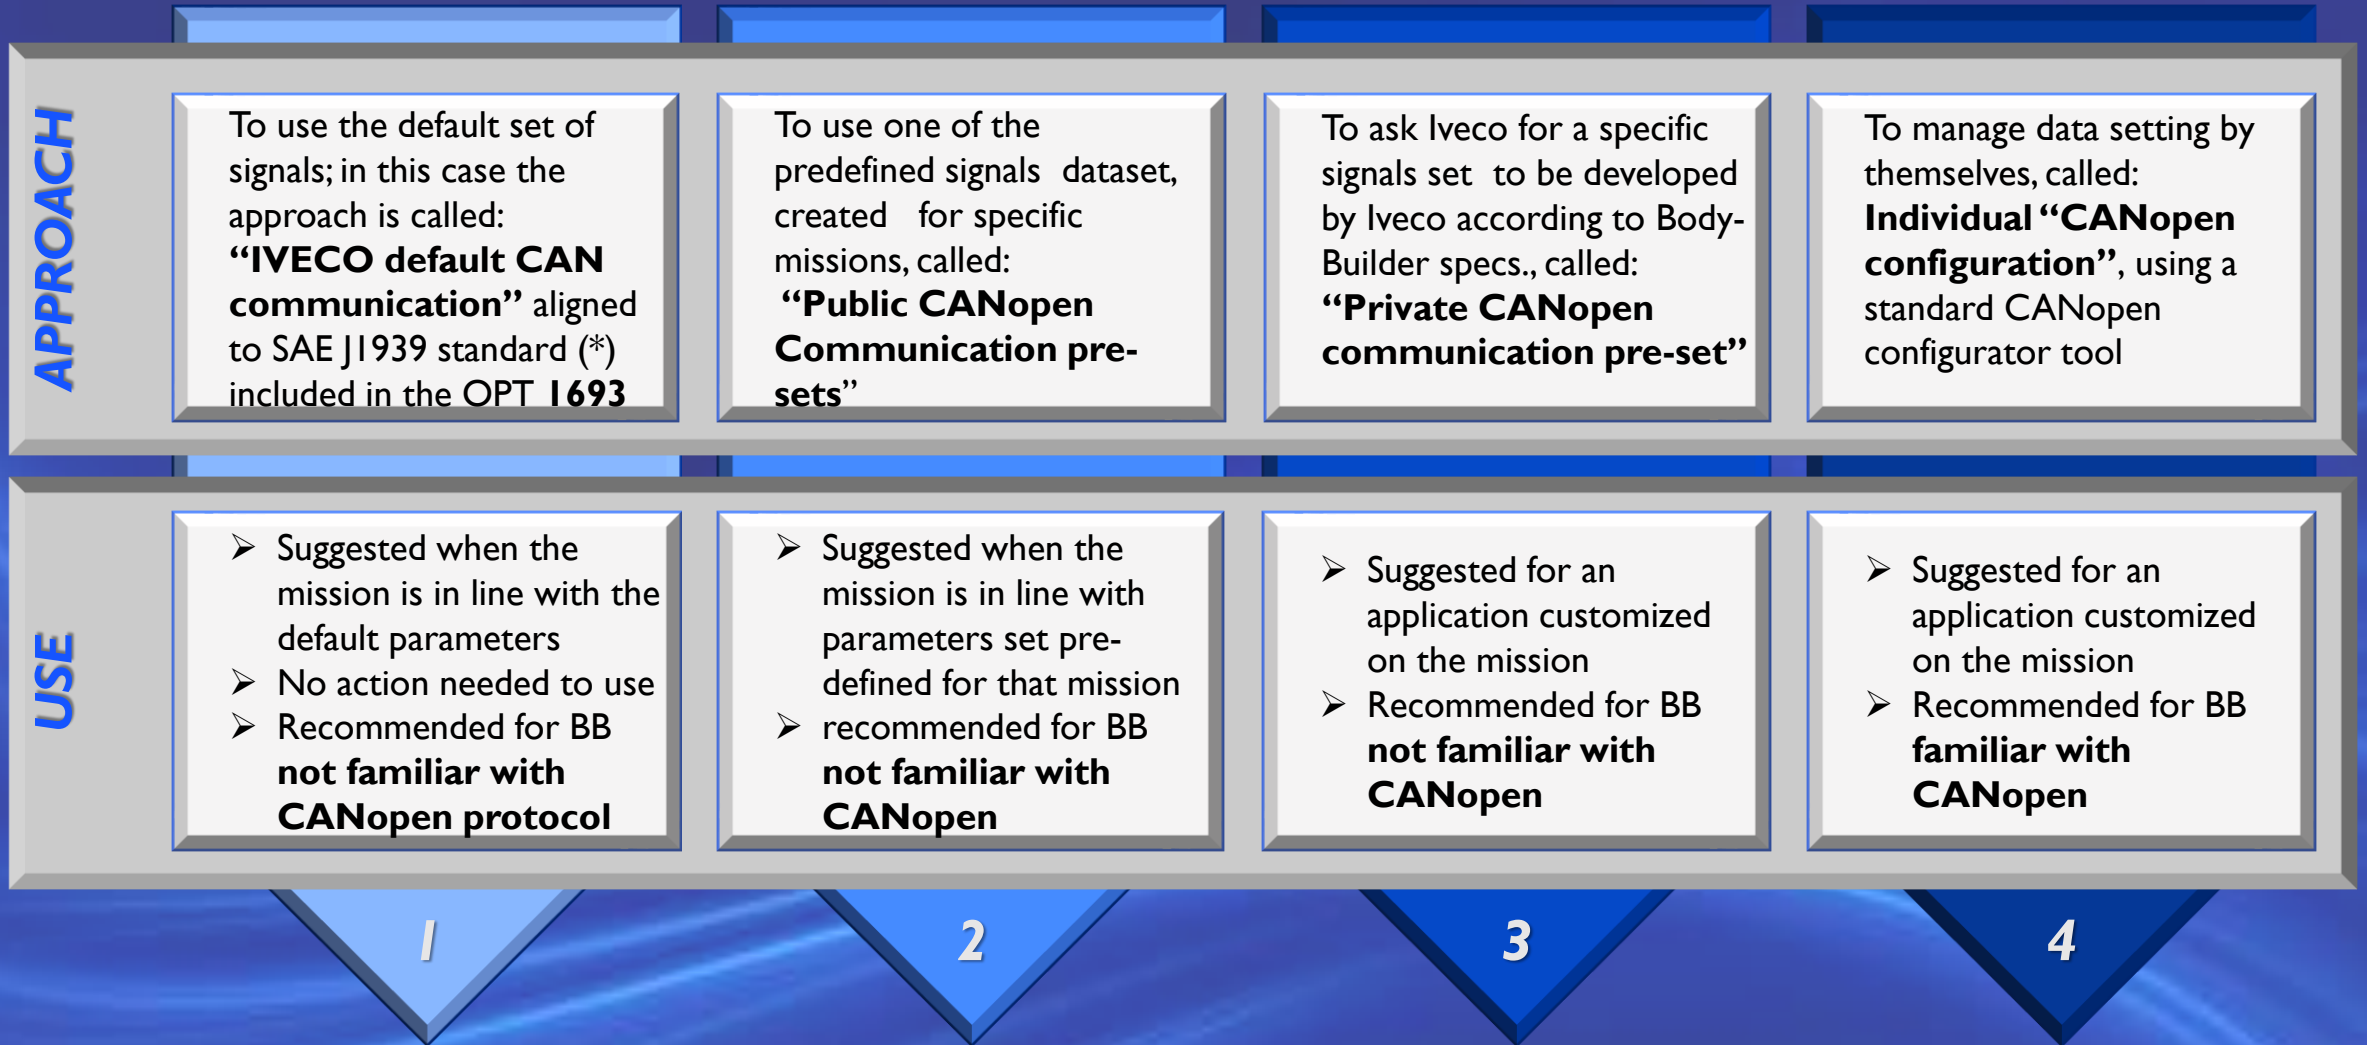 APPROACH
To use the default set of
signals; in this case the
approach is called:
“IVECO default CAN
communication” aligned
to SAE J1939 standard (*)
included in the OPT 1693
To use one of the
predefined signals dataset,
created for specific
missions, called:
“Public CANopen
Communication pre-
sets”
To ask Iveco for a specific
signals set to be developed
by Iveco according to Body-
Builder specs., called:
“Private CANopen
communication pre-set”
To manage data setting by
themselves, called:
Individual “CANopen
configuration”, using a
standard CANopen
configurator tool
USE
➢ Suggested when the
mission is in line with the
default parameters
➢ No action needed to use
➢ Recommended for BB
not familiar with
CANopen protocol
➢ Suggested when the
mission is in line with
parameters set pre-
defined for that mission
➢ recommended for BB
not familiar with
CANopen
➢ Suggested for an
application customized
on the mission
➢ Recommended for BB
not familiar with
CANopen
➢ Suggested for an
application customized
on the mission
➢ Recommended for BB
familiar with
CANopen
1
2
3
4